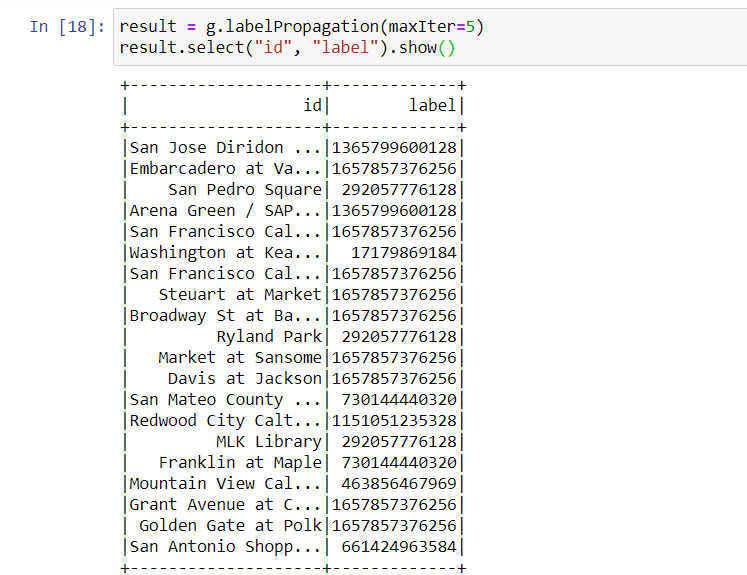 In [18]: result = g.labelPropagation(maxIter=5)
result.select("id", "label").show()
+--------------------+-------------+
|                  id|        label|
+--------------------+-------------+
|San Jose Diridon ...|1365799600128|
|Embarcadero at Va...|1657857376256|
|    San Pedro Square| 292057776128|
|Arena Green / SAP...|1365799600128|
|San Francisco Cal...|1657857376256|
|Washington at Kea...|  17179869184|
|San Francisco Cal...|1657857376256|
|   Steuart at Market|1657857376256|
|Broadway St at Ba...|1657857376256|
|         Ryland Park| 292057776128|
|   Market at Sansome|1657857376256|
|    Davis at Jackson|1657857376256|
|San Mateo County ...| 730144440320|
|Redwood City Calt...|1151051235328|
|         MLK Library| 292057776128|
|   Franklin at Maple| 730144440320|
|Mountain View Cal...| 463856467969|
|Grant Avenue at C...|1657857376256|
| Golden Gate at Polk|1657857376256|
|San Antonio Shopp...| 661424963584|
+--------------------+-------------+